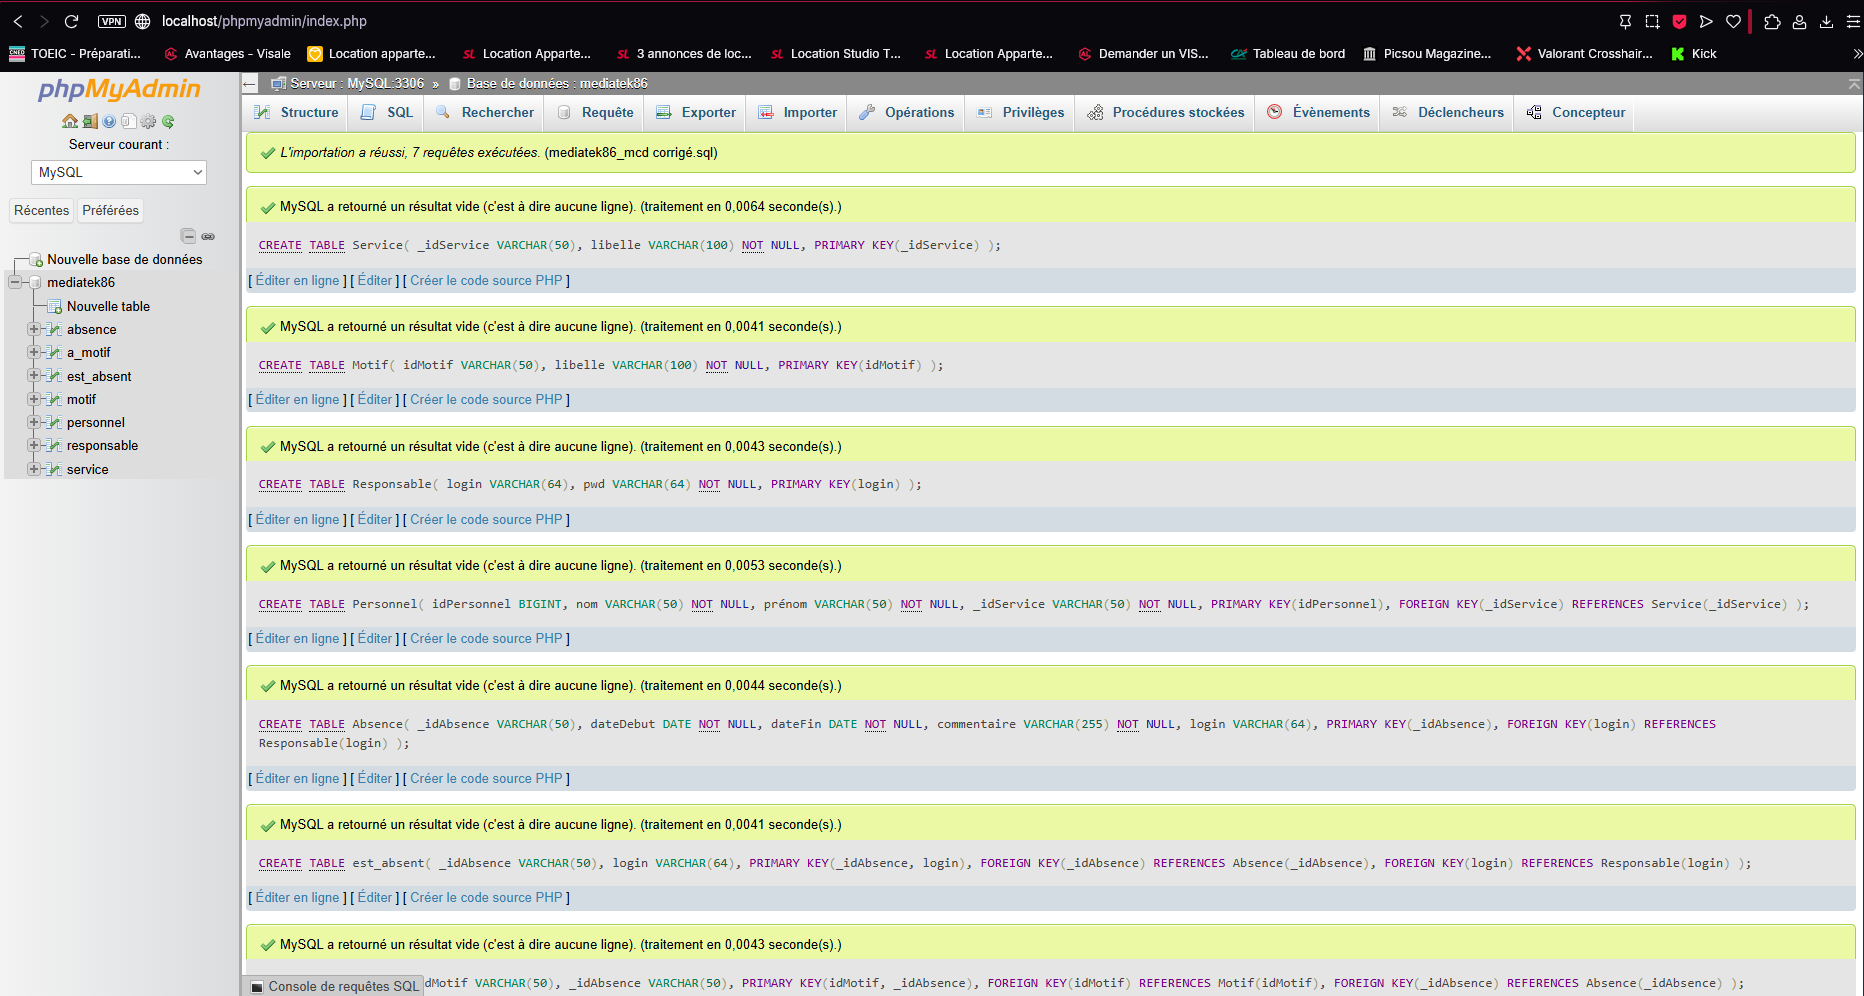 VPN localhost/phpmyadmin/index.php
TOEIC - Préparati... Avantages - Visale Location apparte... Location Apparte... 3 annonces de loc... Location Studio T... Location Apparte... Demander un VIS... Tableau de bord Picsou Magazine... Valorant Crosshair... Kick
phpMyAdmin
Serveur courant :
MySQL
Récentes Préférées
Nouvelle base de données
mediatek86
Nouvelle table
absence
a_motif
est_absent
motif
personnel
responsable
service
Serveur : MySQL:3306 » Base de données : mediatek86
Structure SQL Rechercher Requête Exporter Importer Opérations Privilèges Procédures stockées Évènements Déclencheurs Concepteur
L'importation a réussi, 7 requêtes exécutées. (mediatek86_mcd corrigé.sql)
MySQL a retourné un résultat vide (c'est à dire aucune ligne). (traitement en 0,0064 seconde(s).)
CREATE TABLE Service( _idService VARCHAR(50), libelle VARCHAR(100) NOT NULL, PRIMARY KEY(_idService) );
[ Éditer en ligne ] [ Éditer ] [ Créer le code source PHP ]
MySQL a retourné un résultat vide (c'est à dire aucune ligne). (traitement en 0,0041 seconde(s).)
CREATE TABLE Motif( idMotif VARCHAR(50), libelle VARCHAR(100) NOT NULL, PRIMARY KEY(idMotif) );
[ Éditer en ligne ] [ Éditer ] [ Créer le code source PHP ]
MySQL a retourné un résultat vide (c'est à dire aucune ligne). (traitement en 0,0043 seconde(s).)
CREATE TABLE Responsable( login VARCHAR(64), pwd VARCHAR(64) NOT NULL, PRIMARY KEY(login) );
[ Éditer en ligne ] [ Éditer ] [ Créer le code source PHP ]
MySQL a retourné un résultat vide (c'est à dire aucune ligne). (traitement en 0,0053 seconde(s).)
CREATE TABLE Personnel( idPersonnel BIGINT, nom VARCHAR(50) NOT NULL, prénom VARCHAR(50) NOT NULL, _idService VARCHAR(50) NOT NULL, PRIMARY KEY(idPersonnel), FOREIGN KEY(_idService) REFERENCES Service(_idService) );
[ Éditer en ligne ] [ Éditer ] [ Créer le code source PHP ]
MySQL a retourné un résultat vide (c'est à dire aucune ligne). (traitement en 0,0044 seconde(s).)
CREATE TABLE Absence( _idAbsence VARCHAR(50), dateDebut DATE NOT NULL, dateFin DATE NOT NULL, commentaire VARCHAR(255) NOT NULL, login VARCHAR(64), PRIMARY KEY(_idAbsence), FOREIGN KEY(login) REFERENCES
Responsable(login) );
[ Éditer en ligne ] [ Éditer ] [ Créer le code source PHP ]
MySQL a retourné un résultat vide (c'est à dire aucune ligne). (traitement en 0,0041 seconde(s).)
CREATE TABLE est_absent( _idAbsence VARCHAR(50), login VARCHAR(64), PRIMARY KEY(_idAbsence, login), FOREIGN KEY(_idAbsence) REFERENCES Absence(_idAbsence), FOREIGN KEY(login) REFERENCES Responsable(login) );
[ Éditer en ligne ] [ Éditer ] [ Créer le code source PHP ]
MySQL a retourné un résultat vide (c'est à dire aucune ligne). (traitement en 0,0043 seconde(s).)
dMotif VARCHAR(50), _idAbsence VARCHAR(50), PRIMARY KEY(idMotif, _idAbsence), FOREIGN KEY(idMotif) REFERENCES Motif(idMotif), FOREIGN KEY(_idAbsence) REFERENCES Absence(_idAbsence) );
Console de requêtes SQL